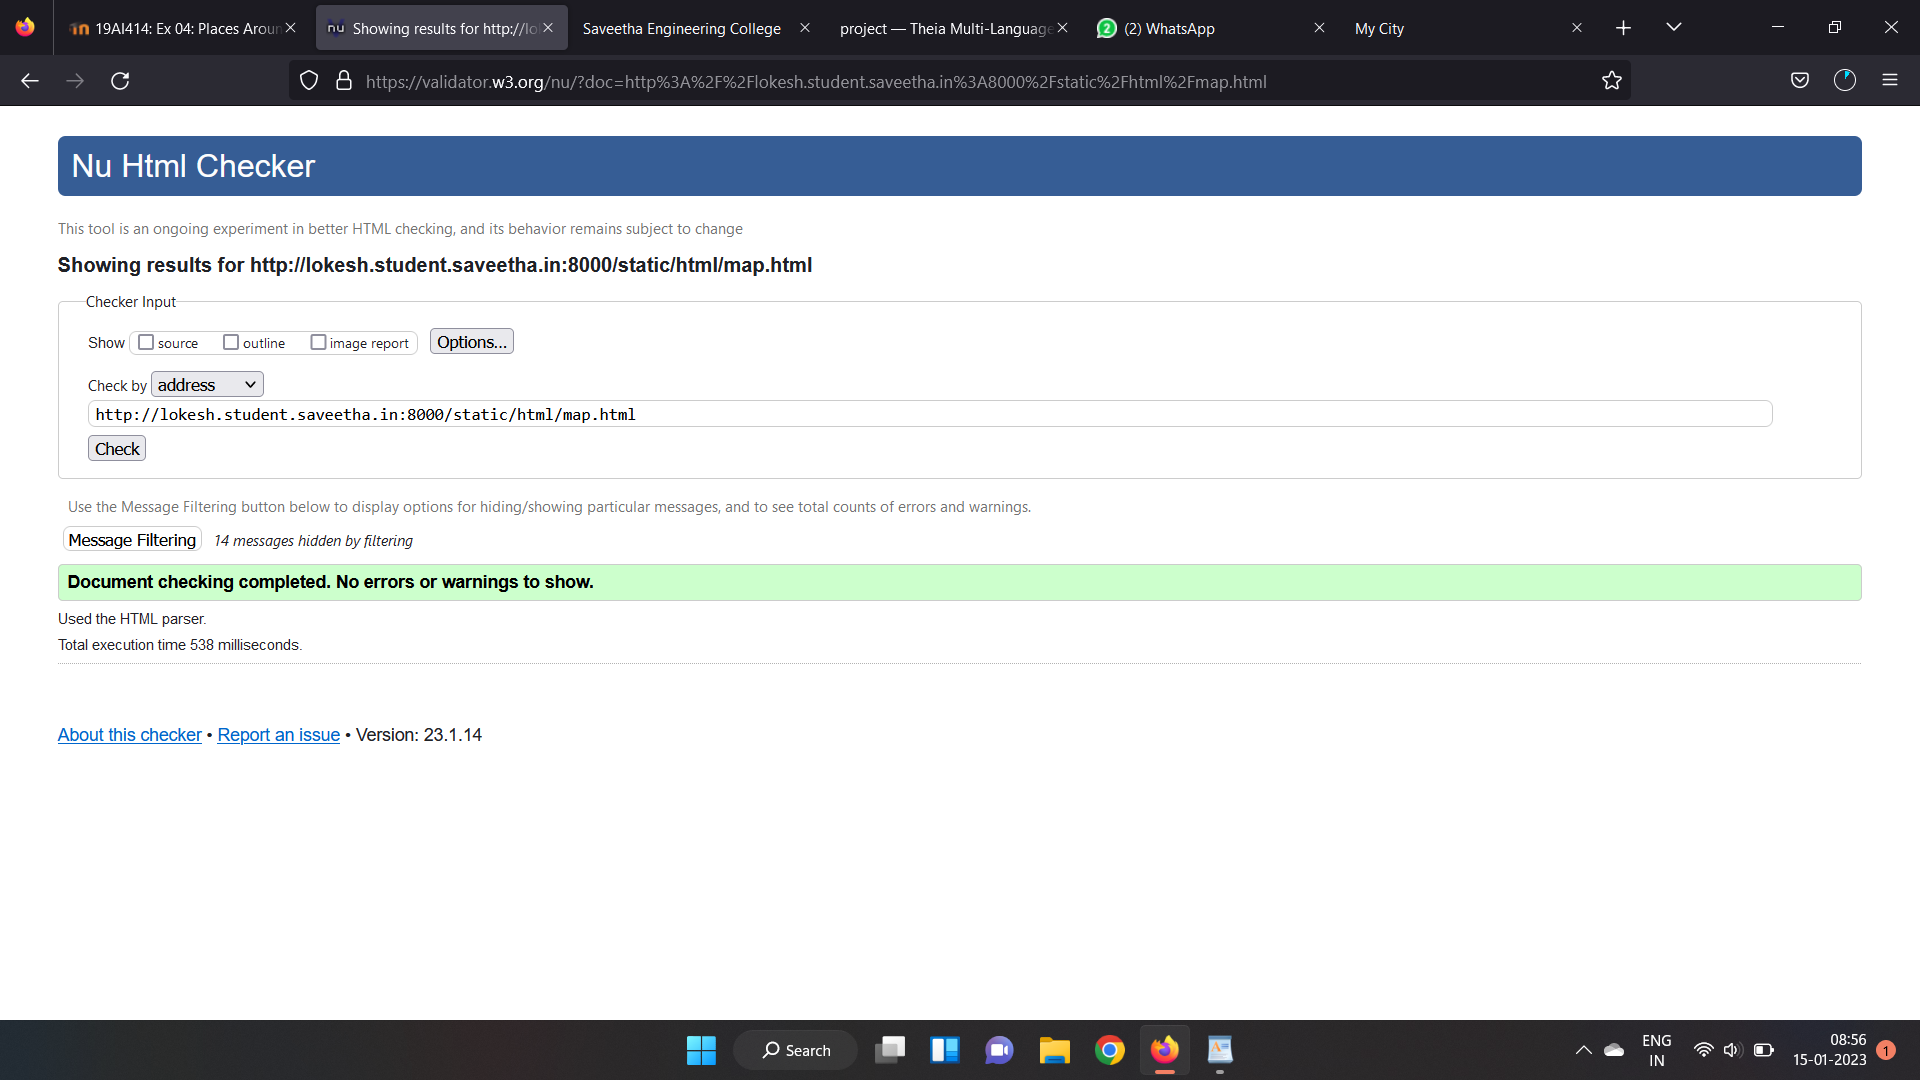 19AI414: Ex 04: Places Aroun
nu Showing results for http://lo
Saveetha Engineering College
project — Theia Multi-Language
2 (2) WhatsApp
My City
https://validator.w3.org/nu/?doc=http%3A%2F%2Flokesh.student.saveetha.in%3A8000%2Fstatic%2Fhtml%2Fmap.html
Nu Html Checker
This tool is an ongoing experiment in better HTML checking, and its behavior remains subject to change
Showing results for http://lokesh.student.saveetha.in:8000/static/html/map.html
Checker Input
Show source outline image report Options...
Check by address
http://lokesh.student.saveetha.in:8000/static/html/map.html
Check
Use the Message Filtering button below to display options for hiding/showing particular messages, and to see total counts of errors and warnings.
Message Filtering 14 messages hidden by filtering
Document checking completed. No errors or warnings to show.
Used the HTML parser.
Total execution time 538 milliseconds.
About this checker • Report an issue • Version: 23.1.14
Search
ENG
IN
08:56
15-01-2023
1